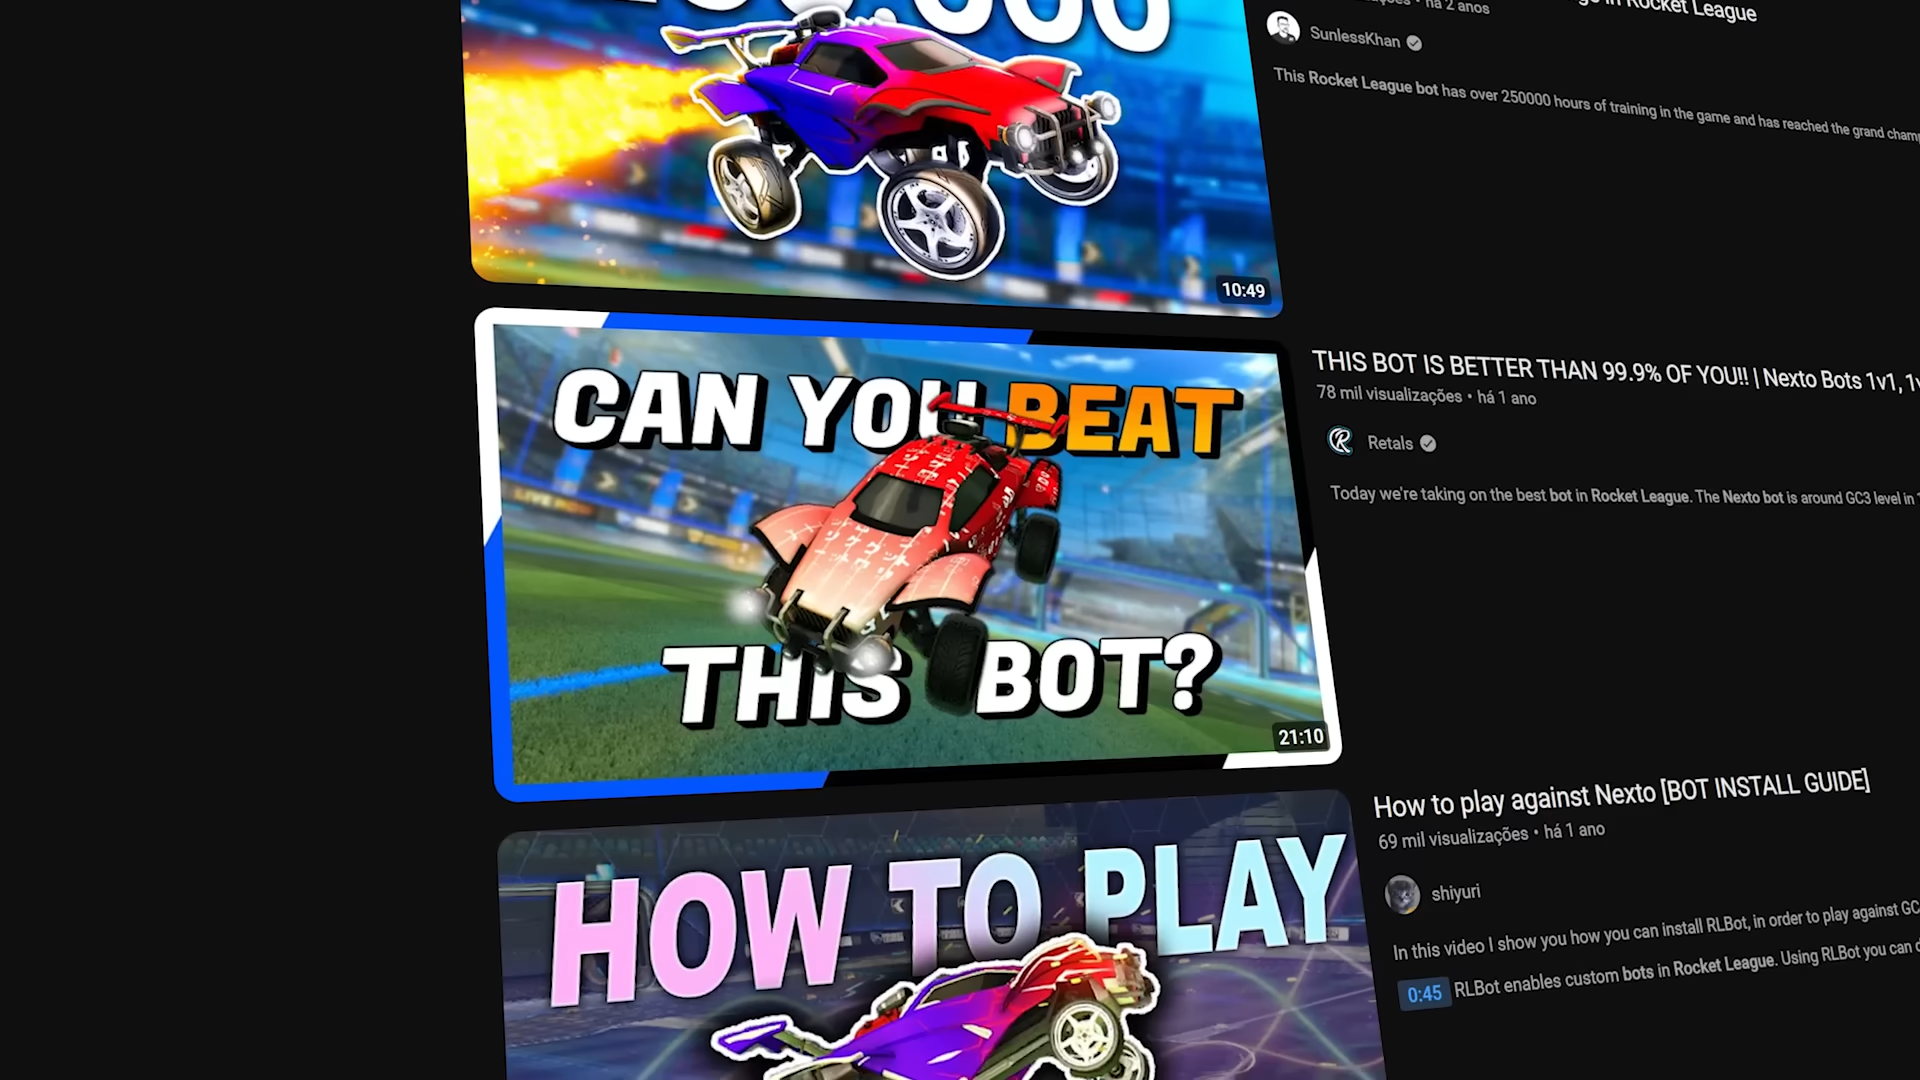 Rocket League
há 2 anos
SunlessKhan
This Rocket League bot has over 250000 hours of training in the game and has reached the grand
10:49
CAN YOU BEAT
THIS BOT?
21:10
THIS BOT IS BETTER THAN 99.9% OF YOU!! | Nexto Bots 1v1,
78 mil visualizações • há 1 ano
Retals
Today we're taking on the best bot in Rocket League. The Nexto bot is around GC3 level in
HOW TO PLAY
How to play against Nexto [BOT INSTALL GUIDE]
69 mil visualizações • há 1 ano
shiyuri
In this video I show you how you can install RLBot, in order to play against GC
0:45 RLBot enables custom bots in Rocket League. Using RLBot you can